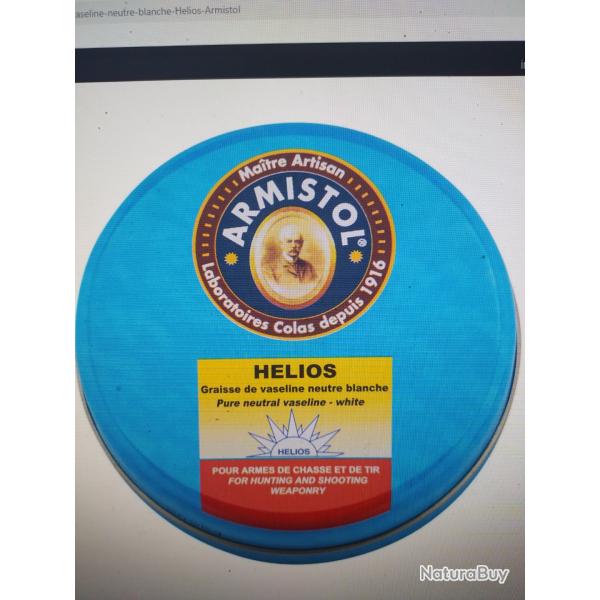 aseline-neutre-blanche-Helios-Armistol
Maître Artisan
ARMISTOL®
Laboratoires Colas depuis 1916
HELIOS
Graisse de vaseline neutre blanche
Pure neutral vaseline - white
HELIOS
POUR ARMES DE CHASSE ET DE TIR
FOR HUNTING AND SHOOTING
WEAPONRY
NaturaBuy